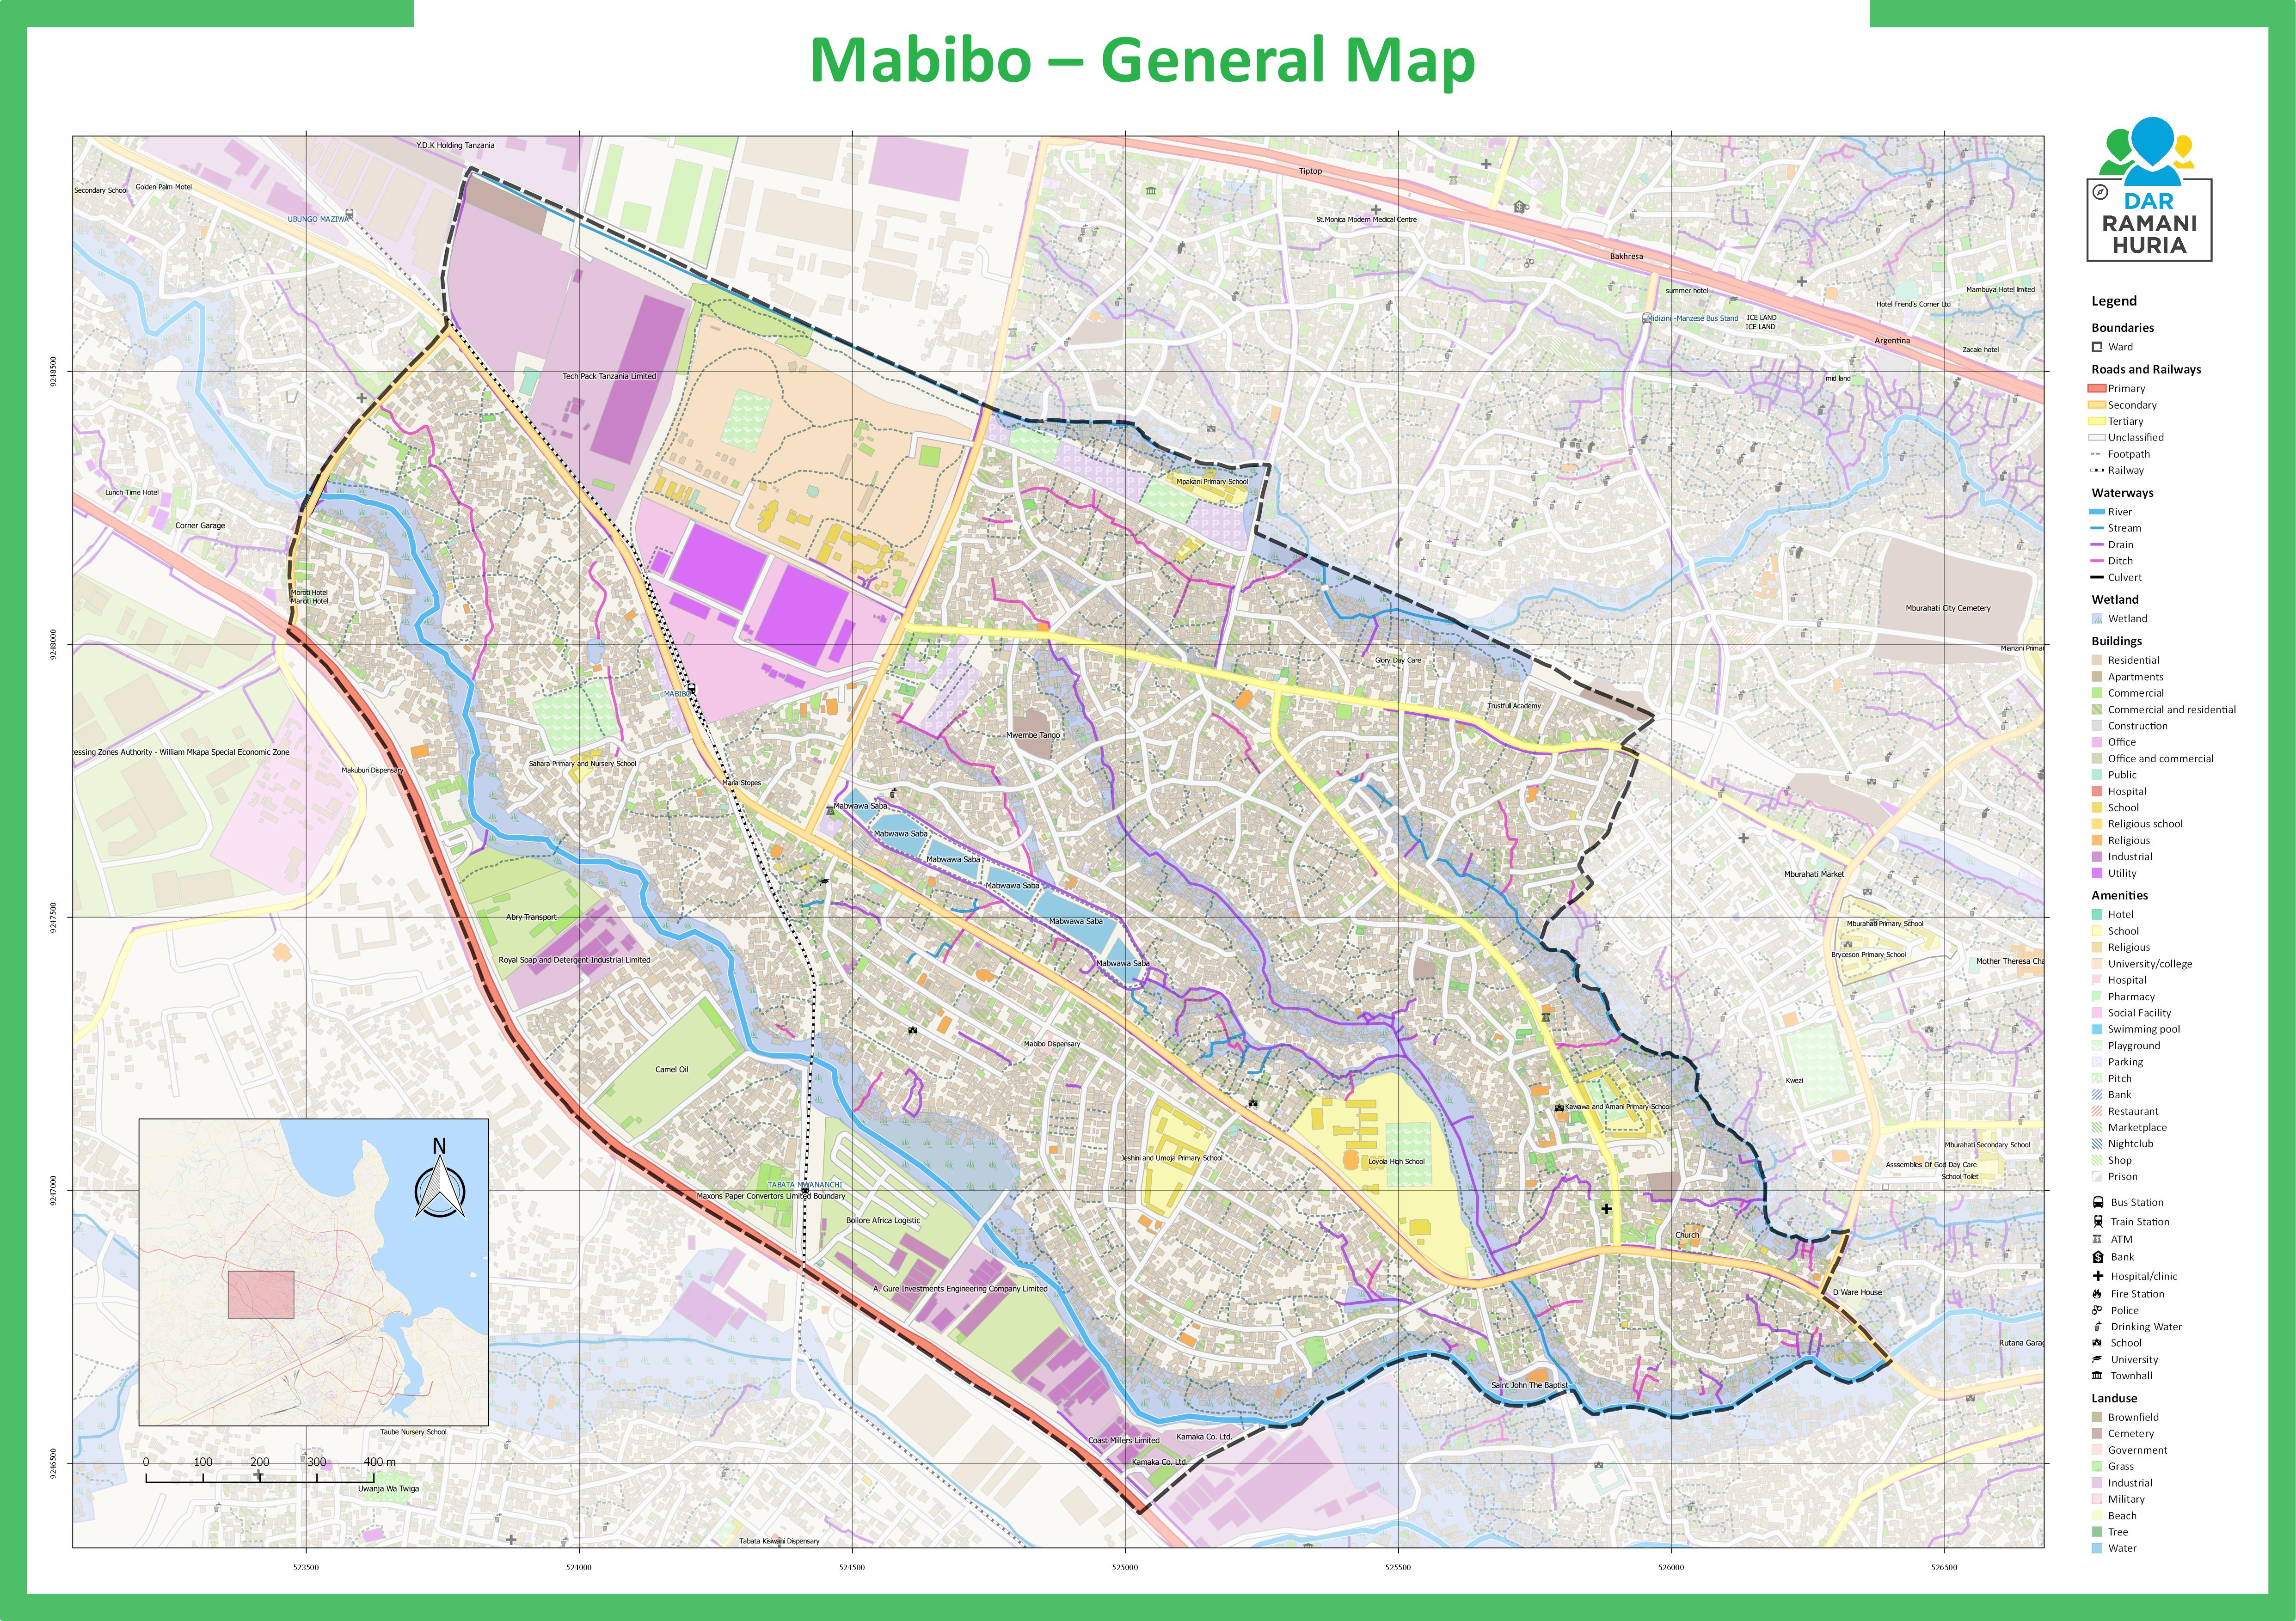 Mabibo – General Map
Y.D.K Holding Tanzania
Secondary School
Golden Palm Motel
UBUNGO MAZIWA
Tiptop
St.Monica Modern Medical Centre
Bakhresa
summer hotel
Hotel Friend's Corner Ltd
Mambuya Hotel limited
Midizini -Manzese Bus Stand
ICE LAND
ICE LAND
Argentina
Zacale hotel
mid land
Tech Pack Tanzania Limited
Lunch Time Hotel
Corner Garage
Mpakani Primary School
Moroti Hotel
Maroti Hotel
Mburahati City Cemetery
Mianzini Prima
Glory Day Care
MABIBO
Trustfull Academy
Mwembe Tango
cessing Zones Authority - William Mkapa Special Economic Zone
Makuburi Dispensary
Sahara Primary and Nursery School
Maria Stopes
Mabwawa Saba
Mabwawa Saba
Mabwawa Saba
Mabwawa Saba
Mabwawa Saba
Mabwawa Saba
Mburahati Market
Abry Transport
Mburahati Primary School
Royal Soap and Detergent Industrial Limited
Bryceson Primary School
Mother Theresa Cha
Camel Oil
Mabibo Dispensary
Kwezi
Kawawa and Amani Primary School
Jeshini and Umoja Primary School
Loyola High School
Mburahati Secondary School
Asssembles Of God Day Care
School Toilet
TABATA MWANANCHI
Maxons Paper Convertors Limited Boundary
Bollore Africa Logistic
Church
A. Gure Investments Engineering Company Limited
D Ware House
Rutana Garag
Saint John The Baptist
Taube Nursery School
Coast Millers Limited
Kamaka Co. Ltd.
Kamaka Co. Ltd.
Uwanja Wa Twiga
Tabata Kisiwani Dispensary
N
0 100 200 300 400 m
523500 524000 524500 525000 525500 526000 526500
9248500
9248000
9247500
9247000
9246500
DAR
RAMANI
HURIA
Legend
Boundaries
Ward
Roads and Railways
Primary
Secondary
Tertiary
Unclassified
Footpath
Railway
Waterways
River
Stream
Drain
Ditch
Culvert
Wetland
Wetland
Buildings
Residential
Apartments
Commercial
Commercial and residential
Construction
Office
Office and commercial
Public
Hospital
School
Religious school
Religious
Industrial
Utility
Amenities
Hotel
School
Religious
University/college
Hospital
Pharmacy
Social Facility
Swimming pool
Playground
Parking
Pitch
Bank
Restaurant
Marketplace
Nightclub
Shop
Prison
Bus Station
Train Station
ATM
Bank
Hospital/clinic
Fire Station
Police
Drinking Water
School
University
Townhall
Landuse
Brownfield
Cemetery
Government
Grass
Industrial
Military
Beach
Tree
Water